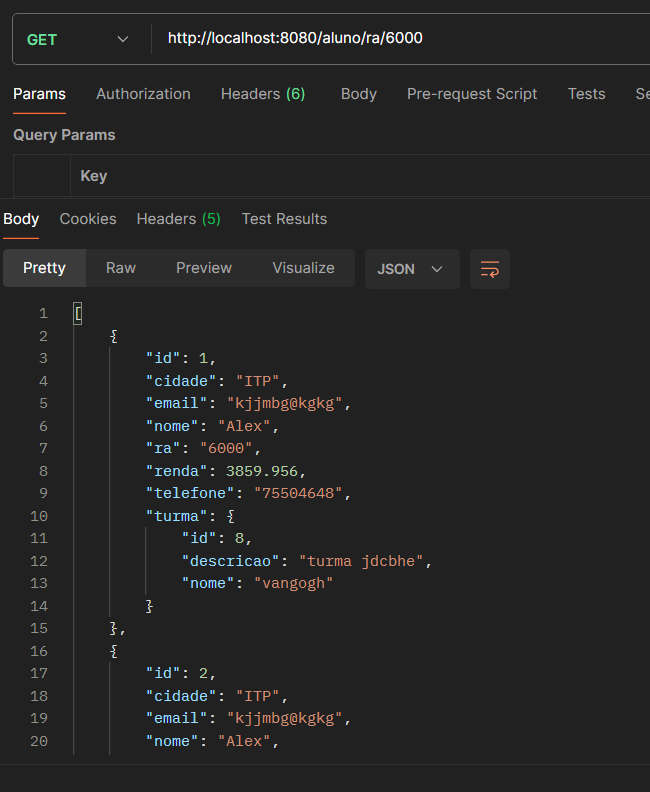 GET http://localhost:8080/aluno/ra/6000
Params Authorization Headers (6) Body Pre-request Script Tests Se
Query Params
Key
Body Cookies Headers (5) Test Results
Pretty Raw Preview Visualize JSON
1 [
2 {
3 "id": 1,
4 "cidade": "ITP",
5 "email": "kjjmbg@kgkg",
6 "nome": "Alex",
7 "ra": "6000",
8 "renda": 3859.956,
9 "telefone": "75504648",
10 "turma": {
11 "id": 8,
12 "descricao": "turma jdcbhe",
13 "nome": "vangogh"
14 }
15 },
16 {
17 "id": 2,
18 "cidade": "ITP",
19 "email": "kjjmbg@kgkg",
20 "nome": "Alex",